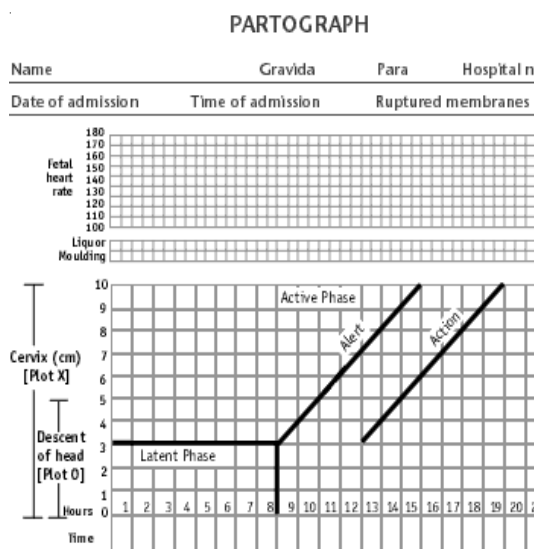 PARTOGRAPH
Name Gravida Para Hospital n
Date of admission Time of admission Ruptured membranes
Fetal heart rate
180
170
160
150
140
130
120
110
100
Liquor
Moulding
10
9
8
7
6
5
4
3
2
1
0
Active Phase
Alert
Action
Cervix (cm)
[Plot X]
Descent
of head
[Plot O]
Latent Phase
Hours 1 2 3 4 5 6 7 8 9 10 11 12 13 14 15 16 17 18 19 20 2
Time